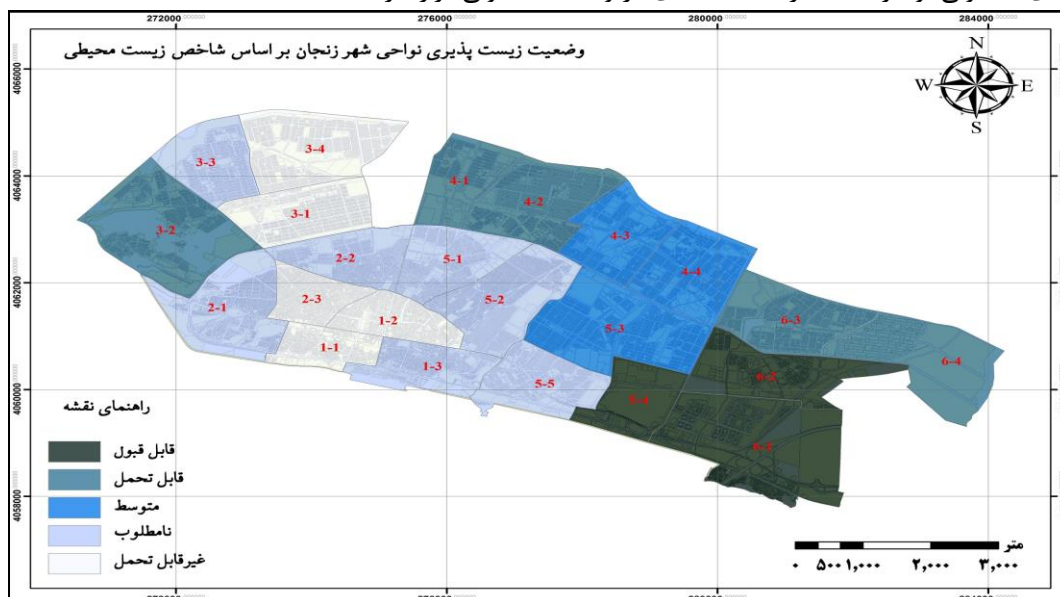 272000 276000 280000 284000
وضعیت زیست پذیری نواحی شهر زنجان بر اساس شاخص زیست محیطی
N
W E
S
4066000
4064000
4062000
4060000
4058000
3-4
3-3
3-1
3-2
4-1
4-2
4-3
4-4
2-2
5-1
5-2
2-1
2-3
1-2
1-1
1-3
5-3
5-5
6-3
6-4
6-1
راهنمای نقشه
قابل قبول
قابل تحمل
متوسط
نامطلوب
غیرقابل تحمل
متر
۰ ۵۰۰ ۱,۰۰۰ ۲,۰۰۰ ۳,۰۰۰